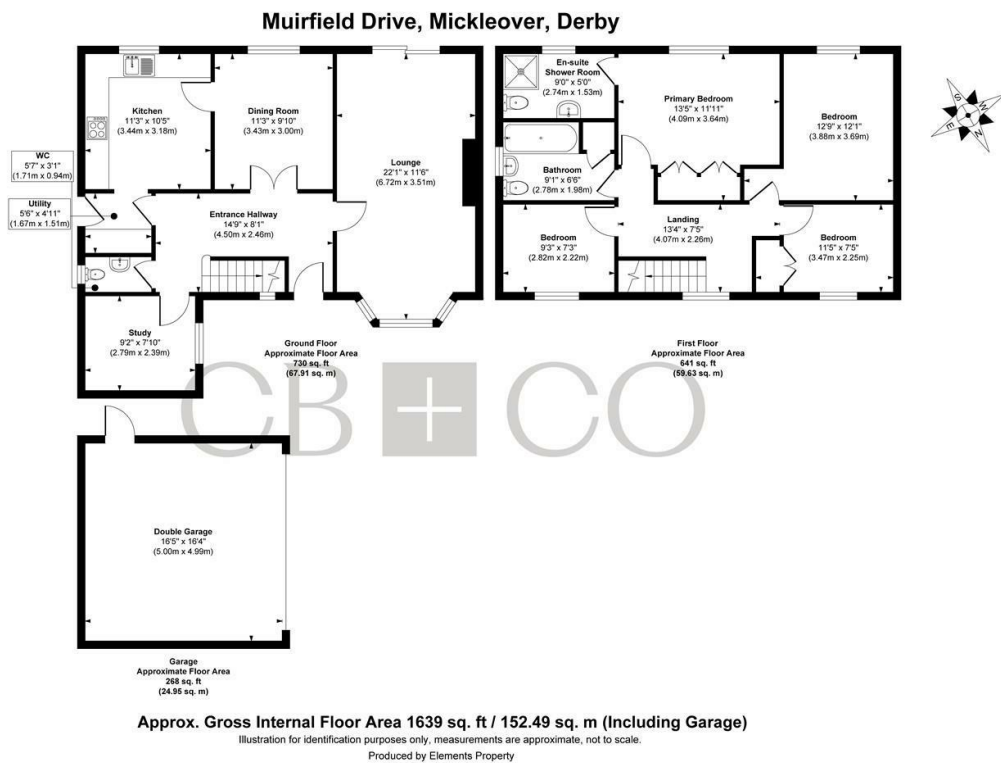 Muirfield Drive, Mickleover, Derby
Kitchen
11'3" x 10'5"
(3.44m x 3.18m)
Dining Room
11'3" x 9'10"
(3.43m x 3.00m)
Lounge
22'1" x 11'6"
(6.72m x 3.51m)
WC
5'7" x 3'1"
(1.71m x 0.94m)
Utility
5'6" x 4'11"
(1.67m x 1.51m)
Entrance Hallway
14'9" x 8'1"
(4.50m x 2.46m)
Study
9'2" x 7'10"
(2.79m x 2.39m)
Ground Floor
Approximate Floor Area
730 sq. ft
(67.91 sq. m)
En-suite
Shower Room
9'0" x 5'0"
(2.74m x 1.53m)
Primary Bedroom
13'5" x 11'11"
(4.09m x 3.64m)
Bedroom
12'9" x 12'1"
(3.88m x 3.69m)
Bathroom
9'1" x 6'6"
(2.78m x 1.98m)
Bedroom
9'3" x 7'3"
(2.82m x 2.22m)
Landing
13'4" x 7'5"
(4.07m x 2.26m)
Bedroom
11'5" x 7'5"
(3.47m x 2.25m)
First Floor
Approximate Floor Area
641 sq. ft
(59.63 sq. m)
S
W
E
N
CB + CO
Double Garage
16'5" x 16'4"
(5.00m x 4.99m)
Garage
Approximate Floor Area
268 sq. ft
(24.95 sq. m)
Approx. Gross Internal Floor Area 1639 sq. ft / 152.49 sq. m (Including Garage)
Illustration for identification purposes only, measurements are approximate, not to scale.
Produced by Elements Property